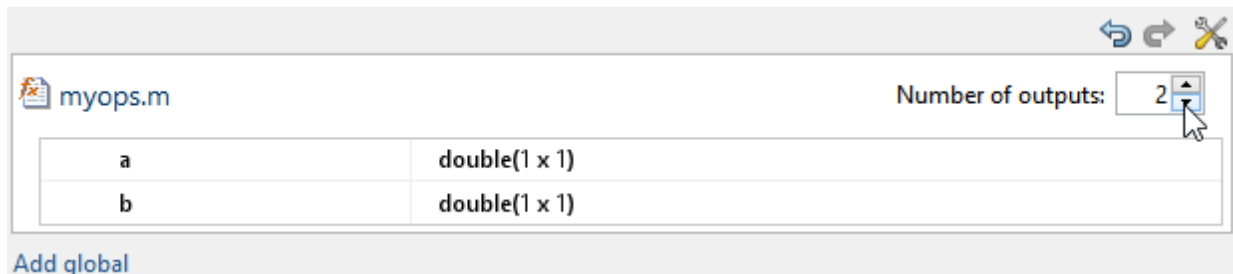 myops.m Number of outputs: 2
a double(1 x 1)
b double(1 x 1)
Add global